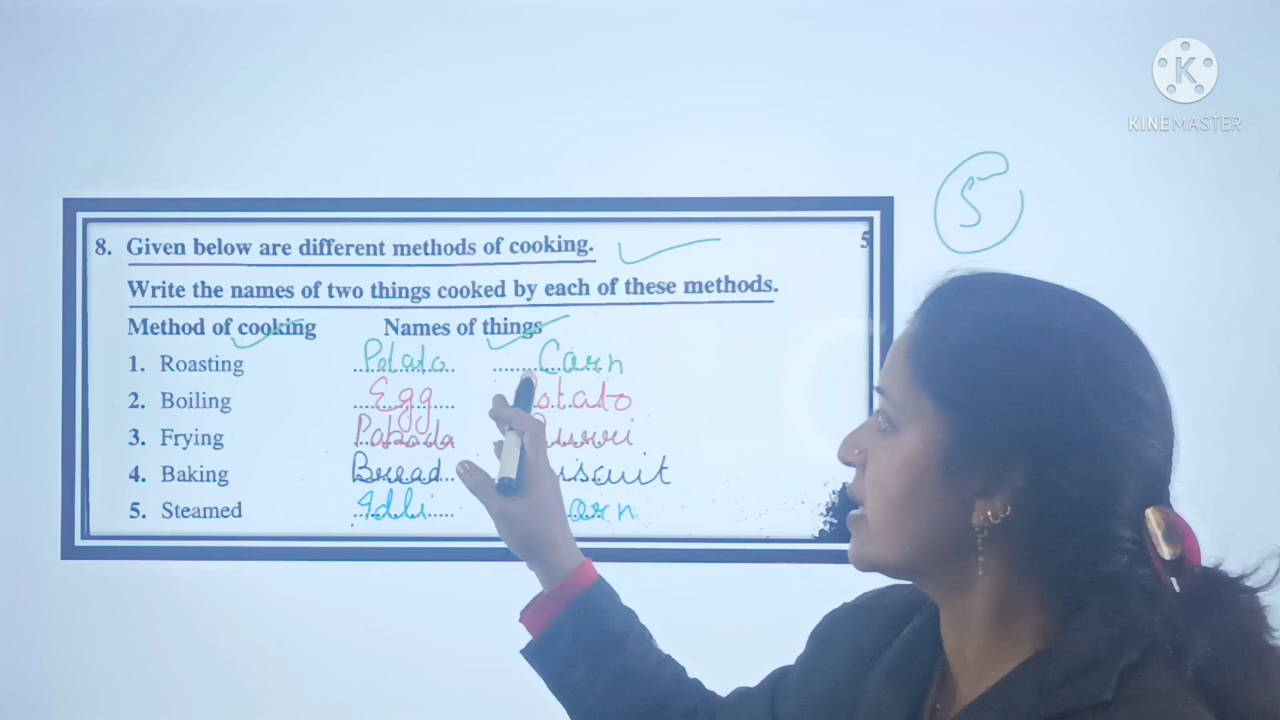 KINEMASTER
5
8. Given below are different methods of cooking. 5
Write the names of two things cooked by each of these methods.
Method of cooking Names of things
1. Roasting Potato Corn
2. Boiling Egg Potato
3. Frying Pakoda
4. Baking Bread
5. Steamed Idli